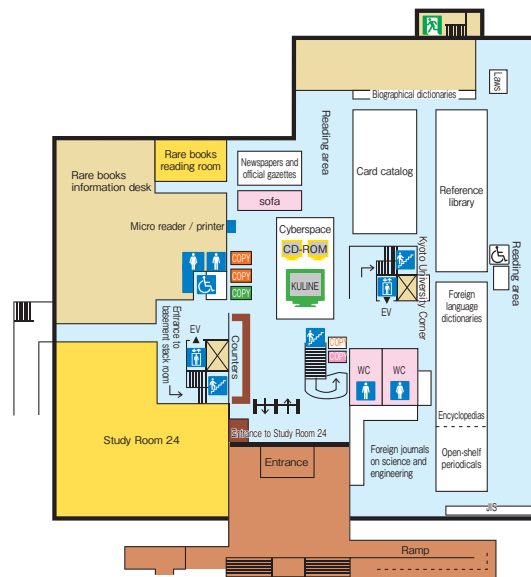 Biographical dictionaries
Laws
Reading area
Rare books
reading room
Newspapers and
official gazettes
Rare books
information desk
Card catalog
Reference
library
sofa
Micro reader / printer
Cyberspace
CD-ROM
KULINE
COPY
COPY
COPY
Kyoto University Corner
Reading area
EV
Foreign
language
dictionaries
Entrance to
basement stack room
EV
Counters
COPY
COPY
WC
WC
Encyclopedias
Study Room 24
Entrance to Study Room 24
Foreign journals
on science and
engineering
Open-shelf
periodicals
Entrance
JIS
Ramp